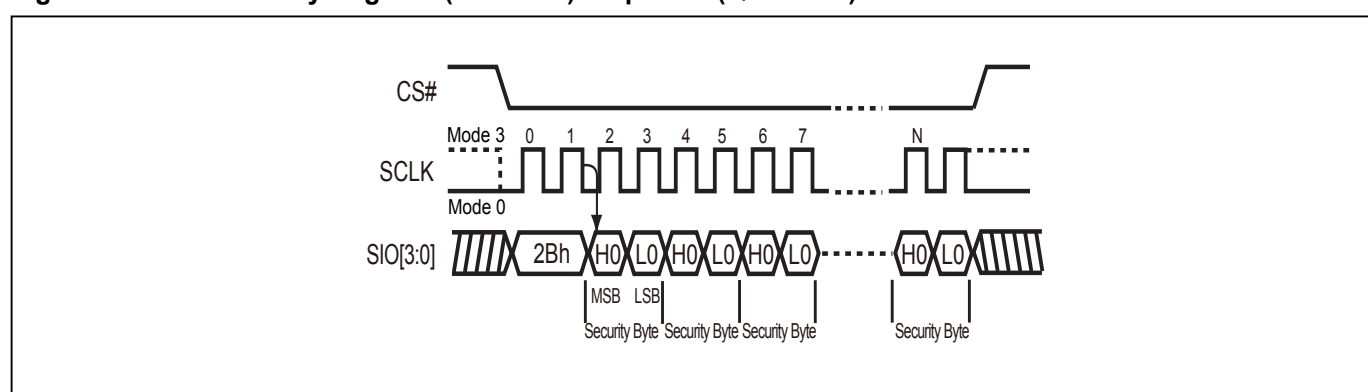 CS#
Mode 3 0 1 2 3 4 5 6 7 N
SCLK
Mode 0
SIO[3:0] 2Bh H0 L0 H0 L0 H0 L0 H0 L0
MSB LSB
Security Byte Security Byte Security Byte Security Byte